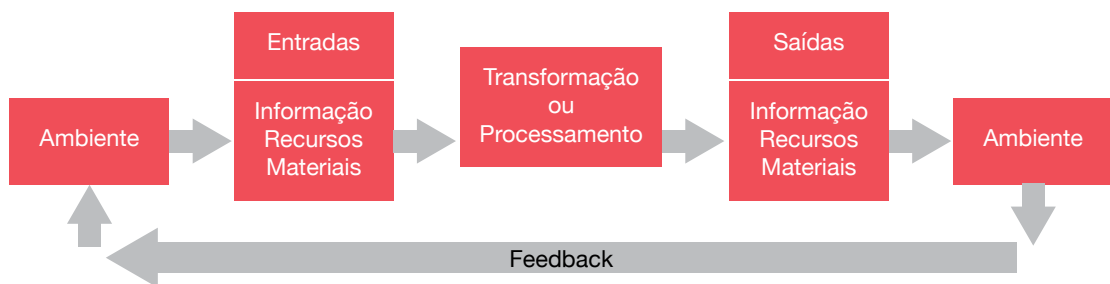 Ambiente
Entradas
Informação
Recursos
Materiais
Transformação
ou
Processamento
Saídas
Informação
Recursos
Materiais
Ambiente
Feedback